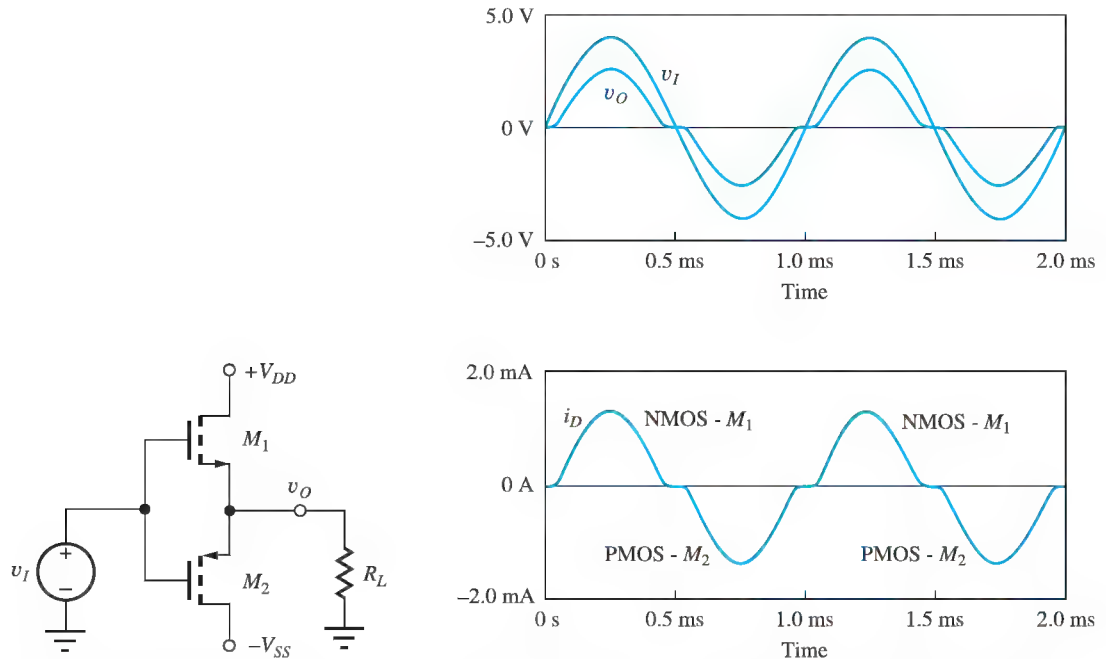 5.0 V
v_I
v_O
0 V
–5.0 V
0 s 0.5 ms 1.0 ms 1.5 ms 2.0 ms
Time
+V_DD
M_1
v_O
v_I
+
–
M_2
R_L
–V_SS
2.0 mA
i_D NMOS - M_1 NMOS - M_1
0 A
PMOS - M_2 PMOS - M_2
–2.0 mA
0 s 0.5 ms 1.0 ms 1.5 ms 2.0 ms
Time